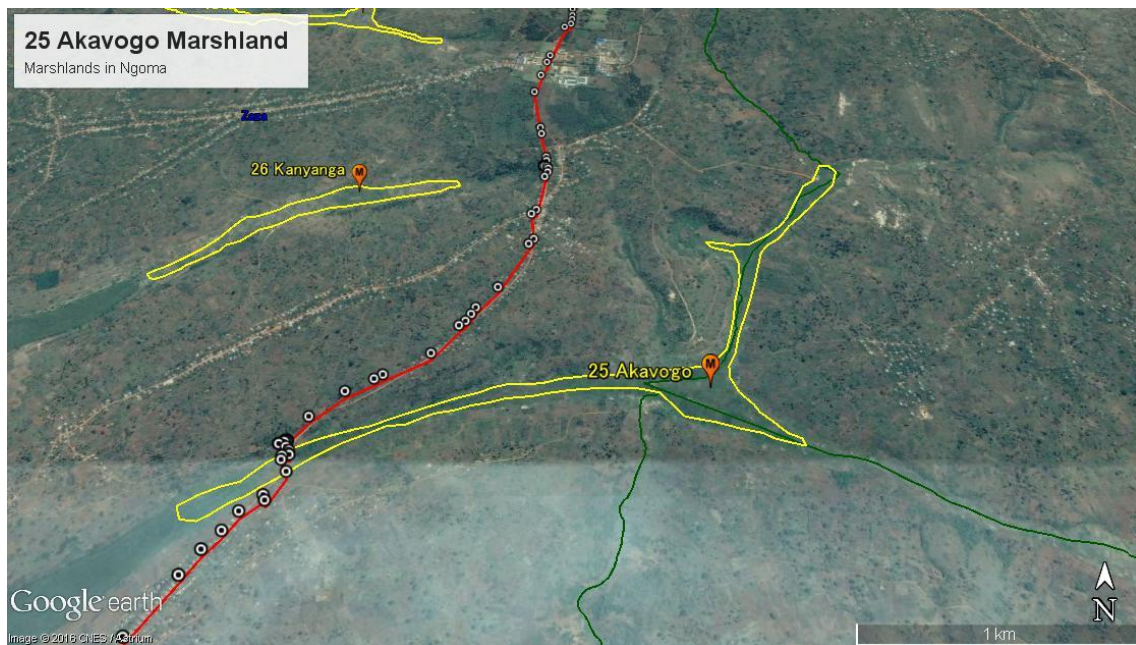 25 Akavogo Marshland
Marshlands in Ngoma
Zaza
26 Kanyanga
M
25 Akavogo
M
Google earth
N
Image © 2016 CNES / Astrium
1 km